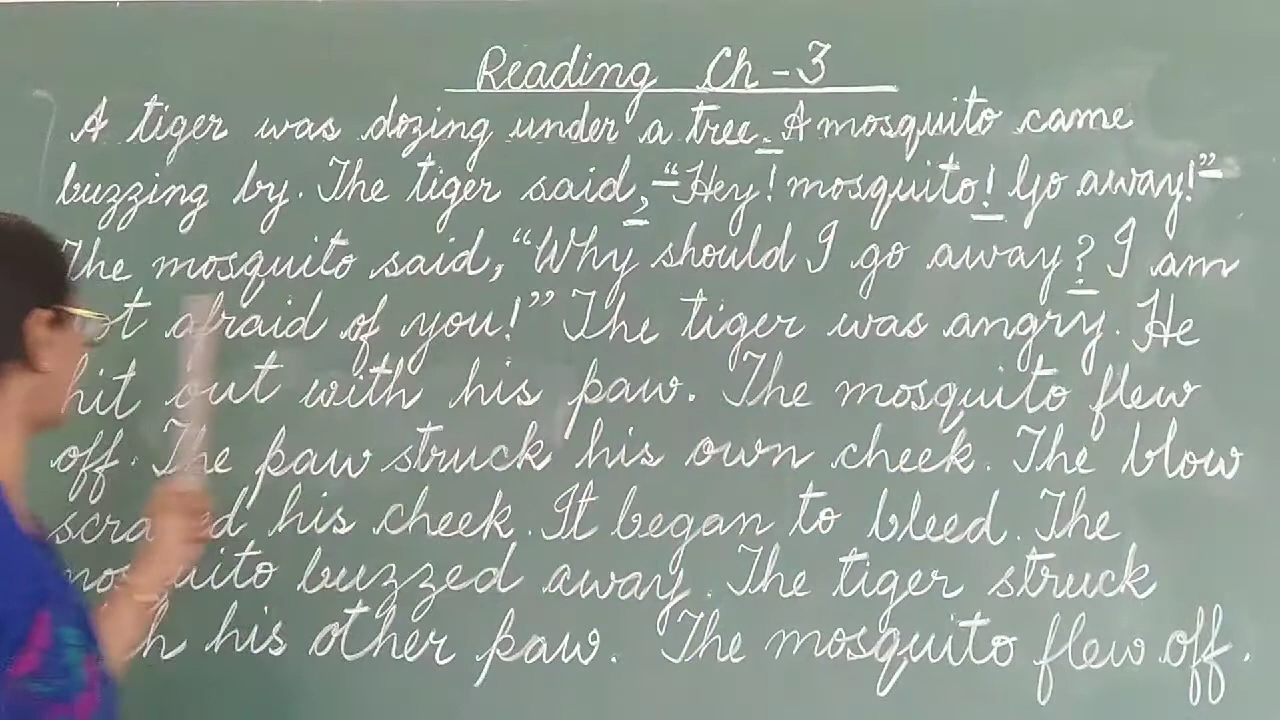 Reading Ch - 3
A tiger was dozing under a tree. A mosquito came
buzzing by. The tiger said, "Hey! mosquito! Go away!"
The mosquito said, "Why should I go away? I am
afraid of you!" The tiger was angry. He
hit out with his paw. The mosquito flew
off. The paw struck his own cheek. The blow
his cheek. It began to bleed. The
mosquito buzzed away. The tiger struck
his other paw. The mosquito flew off.